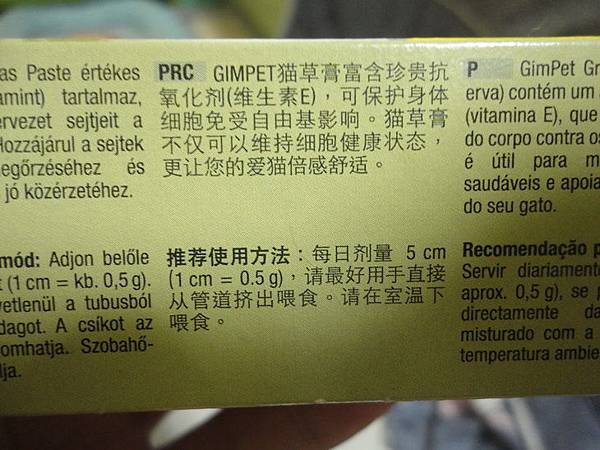 as Paste értékes
amint) tartalmaz,
ervezet sejtjeit a
Hozzájárul a sejtek
egőrzéséhez és
jó közérzetéhez.
mód: Adjon belőle
t (1 cm = kb. 0,5 g).
vetlenül a tubusból
dagot. A csíkot az
omhatja. Szobahő-
lja.
PRC GIMPET猫草膏富含珍贵抗
氧化剂(维生素E)，可保护身体
细胞免受自由基影响。猫草膏
不仅可以维持细胞健康状态，
更让您的爱猫倍感舒适。
推荐使用方法：每日剂量 5 cm
(1 cm = 0.5 g)，请最好用手直接
从管道挤出喂食。请在室温下
喂食。
P GimPet Gr
erva) contém um
(vitamina E), que
do corpo contra os
é útil para m
saudáveis e apoia
do seu gato.
Recomendação p
Servir diariament
aprox. 0,5 g), se p
directamente da
misturado com a
temperatura ambie